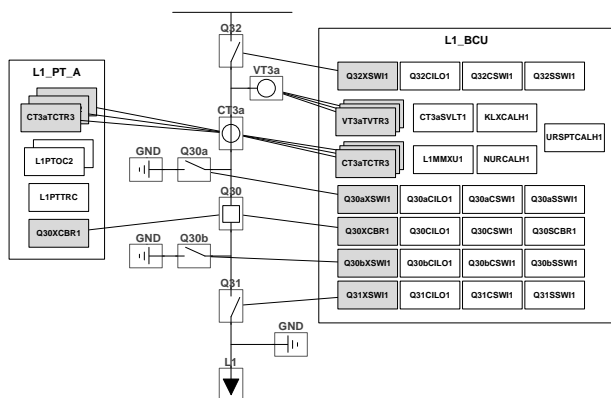 Q32
L1_BCU
L1_PT_A
VT3a
Q32XSWI1
Q32CILO1
Q32CSWI1
Q32SSWI1
CT3a
CT3aTCTR3
VT3aTVTR3
CT3aSVLT1
KLXCALH1
URSPTCALH1
GND
Q30a
L1PTOC2
CT3aTCTR3
L1MMXU1
NURCALH1
L1PTTRC
Q30
Q30aXSWI1
Q30aCILO1
Q30aCSWI1
Q30aSSWI1
Q30XCBR1
Q30XCBR1
Q30CILO1
Q30CSWI1
Q30SCBR1
GND
Q30b
Q30bXSWI1
Q30bCILO1
Q30bCSWI1
Q30bSSWI1
Q31
Q31XSWI1
Q31CILO1
Q31CSWI1
Q31SSWI1
GND
L1